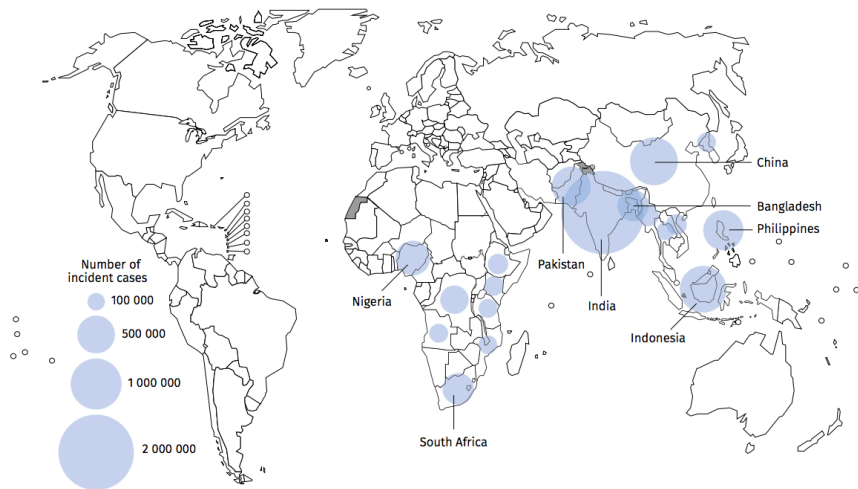 China
Bangladesh
Philippines
Pakistan
India
Nigeria
Indonesia
South Africa
Number of
incident cases
100 000
500 000
1 000 000
2 000 000